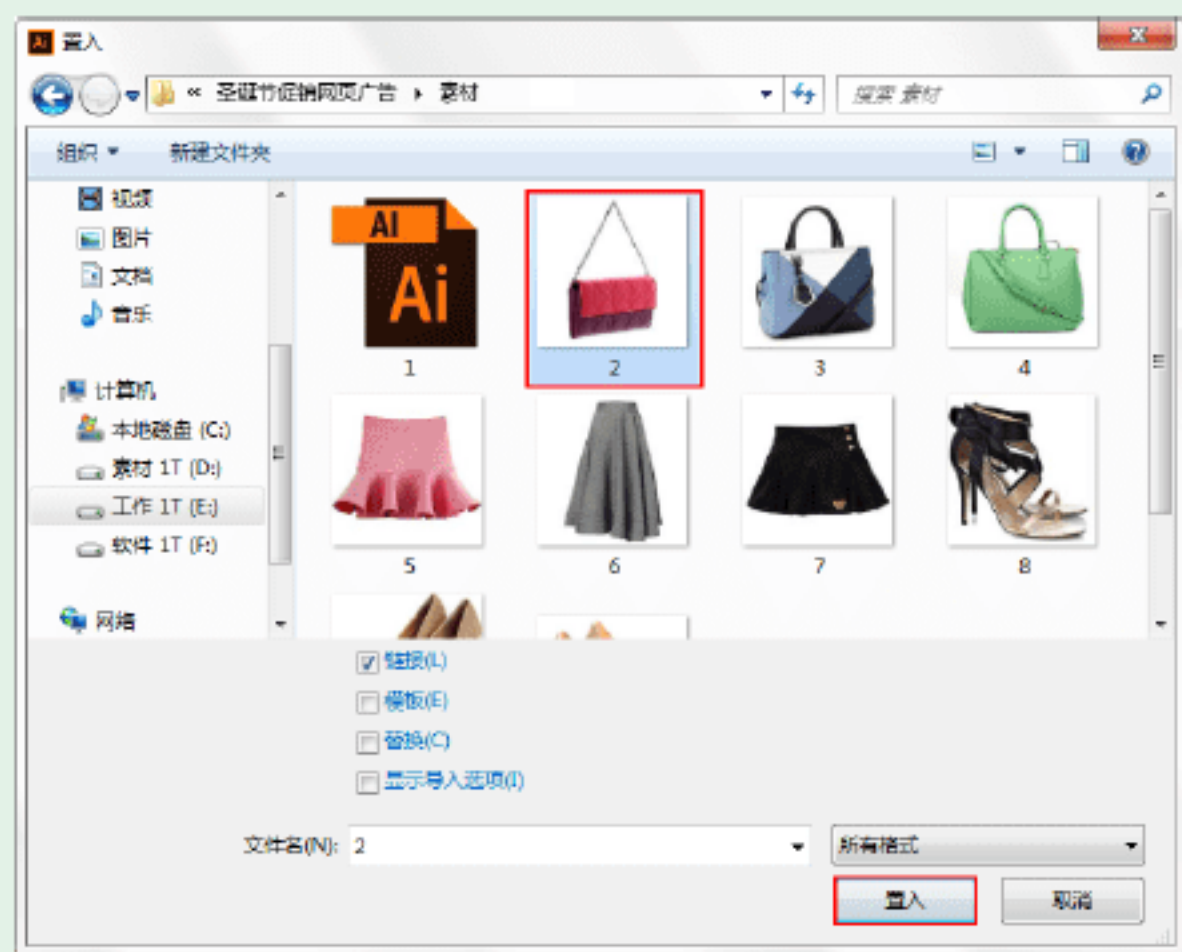 Ai 置入
« 圣诞节促销网页广告 ▸ 素材 搜索 素材
组织 新建文件夹
视频
图片
文档
音乐
计算机
本地磁盘 (C:)
素材 1T (D:)
工作 1T (E:)
软件 1T (F:)
网络
AI
Ai
1 2 3 4
5 6 7 8
链接(L)
模板(E)
替换(C)
显示导入选项(I)
文件名(N): 2 所有格式
置入 取消